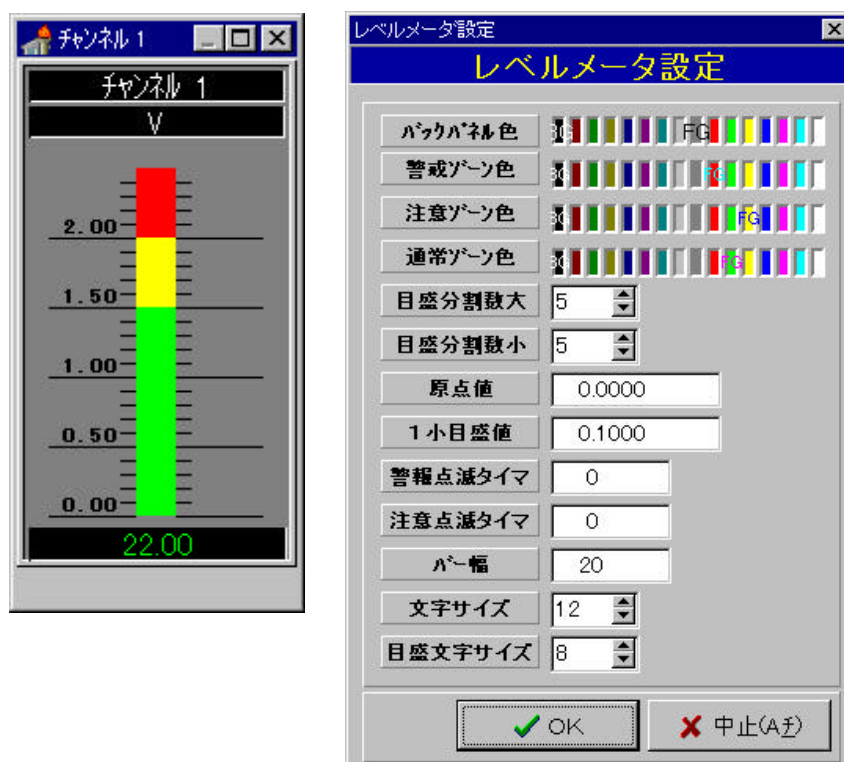 チャンネル 1
チャンネル 1
V
2.00
1.50
1.00
0.50
0.00
22.00
レベルメータ設定
レベルメータ設定
バックパネル色 BG FG
警戒ゾーン色 BG FG
注意ゾーン色 BG FG
通常ゾーン色 BG FG
目盛分割数大 5
目盛分割数小 5
原点値 0.0000
1小目盛値 0.1000
警報点滅タイマ 0
注意点滅タイマ 0
バー幅 20
文字サイズ 12
目盛文字サイズ 8
OK 中止(Aチ)